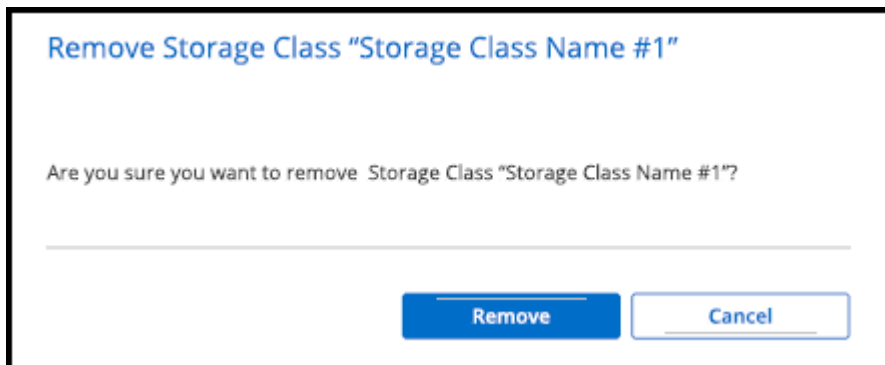 Remove Storage Class “Storage Class Name #1”
Are you sure you want to remove  Storage Class “Storage Class Name #1”?
Remove
Cancel